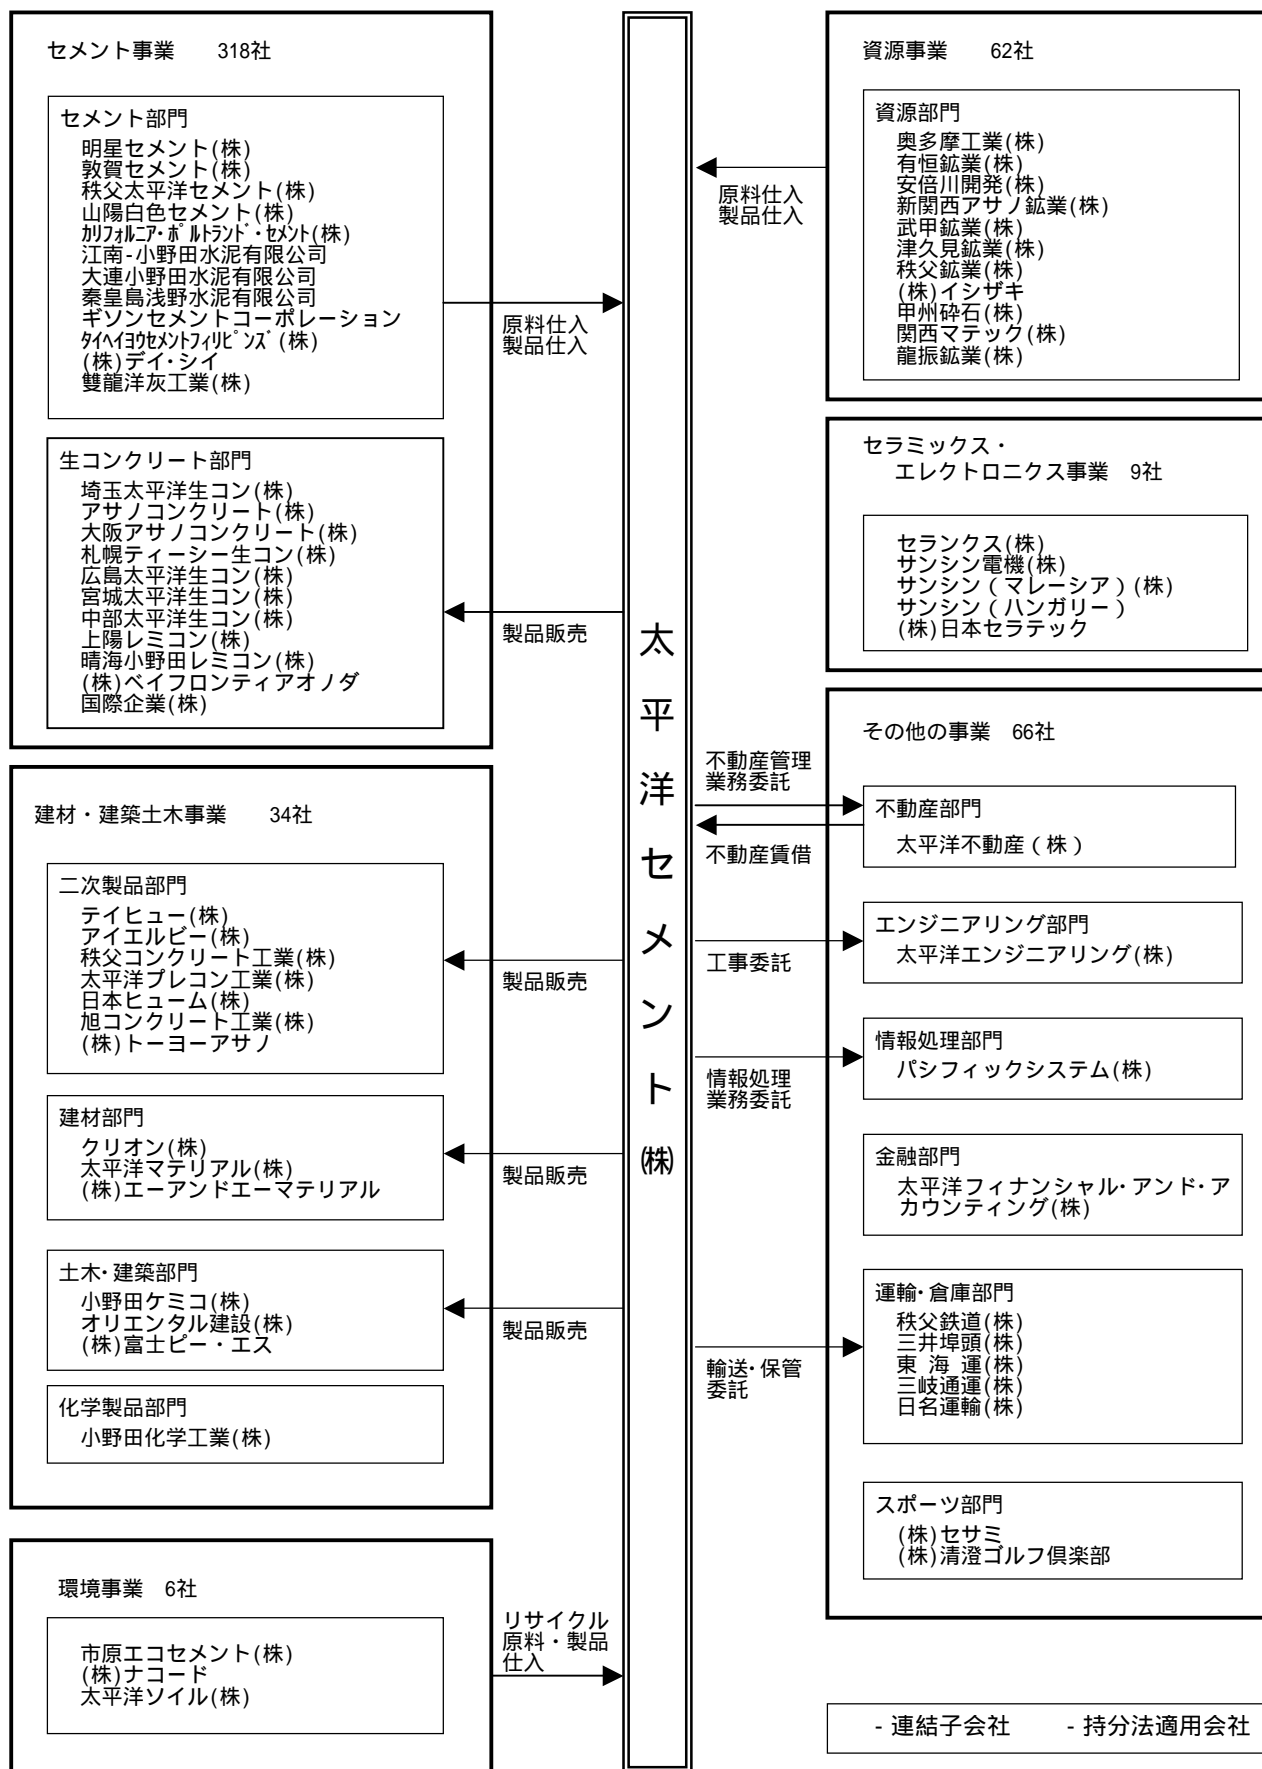 セメント事業 318社
セメント部門
明星セメント(株)
敦賀セメント(株)
秩父太平洋セメント(株)
山陽白色セメント(株)
ｶﾘﾌｫﾙﾆｱ・ﾎﾟﾙﾄﾗﾝﾄﾞ・ｾﾒﾝﾄ(株)
江南-小野田水泥有限公司
大連小野田水泥有限公司
秦皇島浅野水泥有限公司
ギソンセメントコーポレーション
ﾀｲﾍｲﾖｳｾﾒﾝﾄﾌｨﾘﾋﾟﾝｽﾞ(株)
(株)デイ・シイ
雙龍洋灰工業(株)
原料仕入
製品仕入
生コンクリート部門
埼玉太平洋生コン(株)
アサノコンクリート(株)
大阪アサノコンクリート(株)
札幌ティーシー生コン(株)
広島太平洋生コン(株)
宮城太平洋生コン(株)
中部太平洋生コン(株)
上陽レミコン(株)
晴海小野田レミコン(株)
(株)ベイフロンティアオノダ
国際企業(株)
製品販売
建材・建築土木事業 34社
二次製品部門
テイヒュー(株)
アイエルビー(株)
秩父コンクリート工業(株)
太平洋プレコン工業(株)
日本ヒューム(株)
旭コンクリート工業(株)
(株)トーヨーアサノ
製品販売
建材部門
クリオン(株)
太平洋マテリアル(株)
(株)エーアンドエーマテリアル
製品販売
土木・建築部門
小野田ケミコ(株)
オリエンタル建設(株)
(株)富士ピー・エス
製品販売
化学製品部門
小野田化学工業(株)
環境事業 6社
市原エコセメント(株)
(株)ナコード
太平洋ソイル(株)
リサイクル
原料・製品
仕入
太平洋セメント㈱
資源事業 62社
資源部門
奥多摩工業(株)
有恒鉱業(株)
安倍川開発(株)
新関西アサノ鉱業(株)
武甲鉱業(株)
津久見鉱業(株)
秩父鉱業(株)
(株)イシザキ
甲州砕石(株)
関西マテック(株)
龍振鉱業(株)
原料仕入
製品仕入
セラミックス・
エレクトロニクス事業 9社
セランクス(株)
サンシン電機(株)
サンシン（マレーシア）(株)
サンシン（ハンガリー）
(株)日本セラテック
その他の事業 66社
不動産管理
業務委託
不動産部門
太平洋不動産（株）
不動産賃借
エンジニアリング部門
太平洋エンジニアリング(株)
工事委託
情報処理部門
パシフィックシステム(株)
情報処理
業務委託
金融部門
太平洋フィナンシャル・アンド・ア
カウンティング(株)
運輸・倉庫部門
秩父鉄道(株)
三井埠頭(株)
東 海 運(株)
三岐通運(株)
日名運輸(株)
輸送・保管
委託
スポーツ部門
(株)セサミ
(株)清澄ゴルフ倶楽部
- 連結子会社 - 持分法適用会社